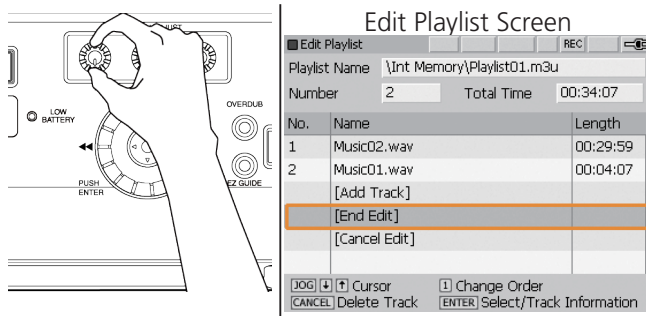 JUST
LOW
BATTERY
OVERDUB
PUSH
ENTER
EZ GUIDE
Edit Playlist Screen
Edit Playlist REC
Playlist Name \Int Memory\Playlist01.m3u
Number 2 Total Time 00:34:07
No. Name Length
1 Music02.wav 00:29:59
2 Music01.wav 00:04:07
[Add Track]
[End Edit]
[Cancel Edit]
JOG ↓ ↑ Cursor 1 Change Order
CANCEL Delete Track ENTER Select/Track Information